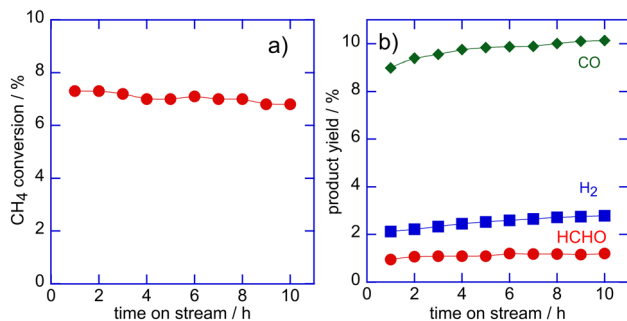 a)
CH4 conversion / %
10
8
6
4
2
0
0 2 4 6 8 10
time on stream / h
b)
product yield / %
10
8
6
4
2
0
CO
H2
HCHO
0 2 4 6 8 10
time on stream / h